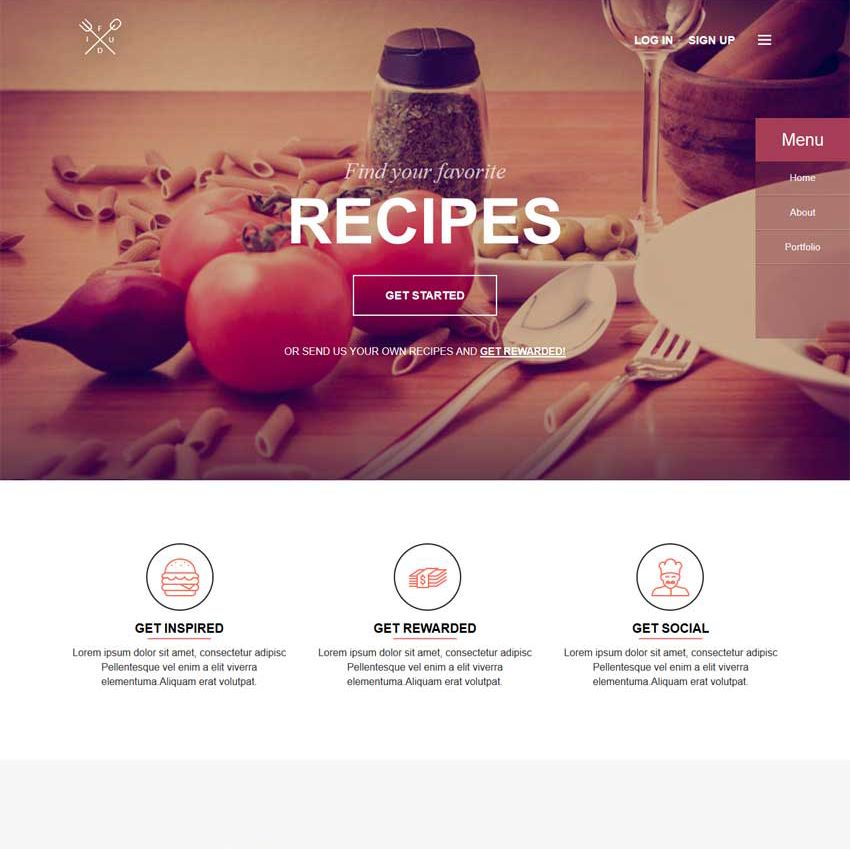 F
I U
D
LOG IN SIGN UP
Menu
Home
About
Portfolio
Find your favorite
RECIPES
GET STARTED
OR SEND US YOUR OWN RECIPES AND GET REWARDED!
$
GET INSPIRED
Lorem ipsum dolor sit amet, consectetur adipisc
Pellentesque vel enim a elit viverra
elementuma.Aliquam erat volutpat.
GET REWARDED
Lorem ipsum dolor sit amet, consectetur adipisc
Pellentesque vel enim a elit viverra
elementuma.Aliquam erat volutpat.
GET SOCIAL
Lorem ipsum dolor sit amet, consectetur adipisc
Pellentesque vel enim a elit viverra
elementuma.Aliquam erat volutpat.